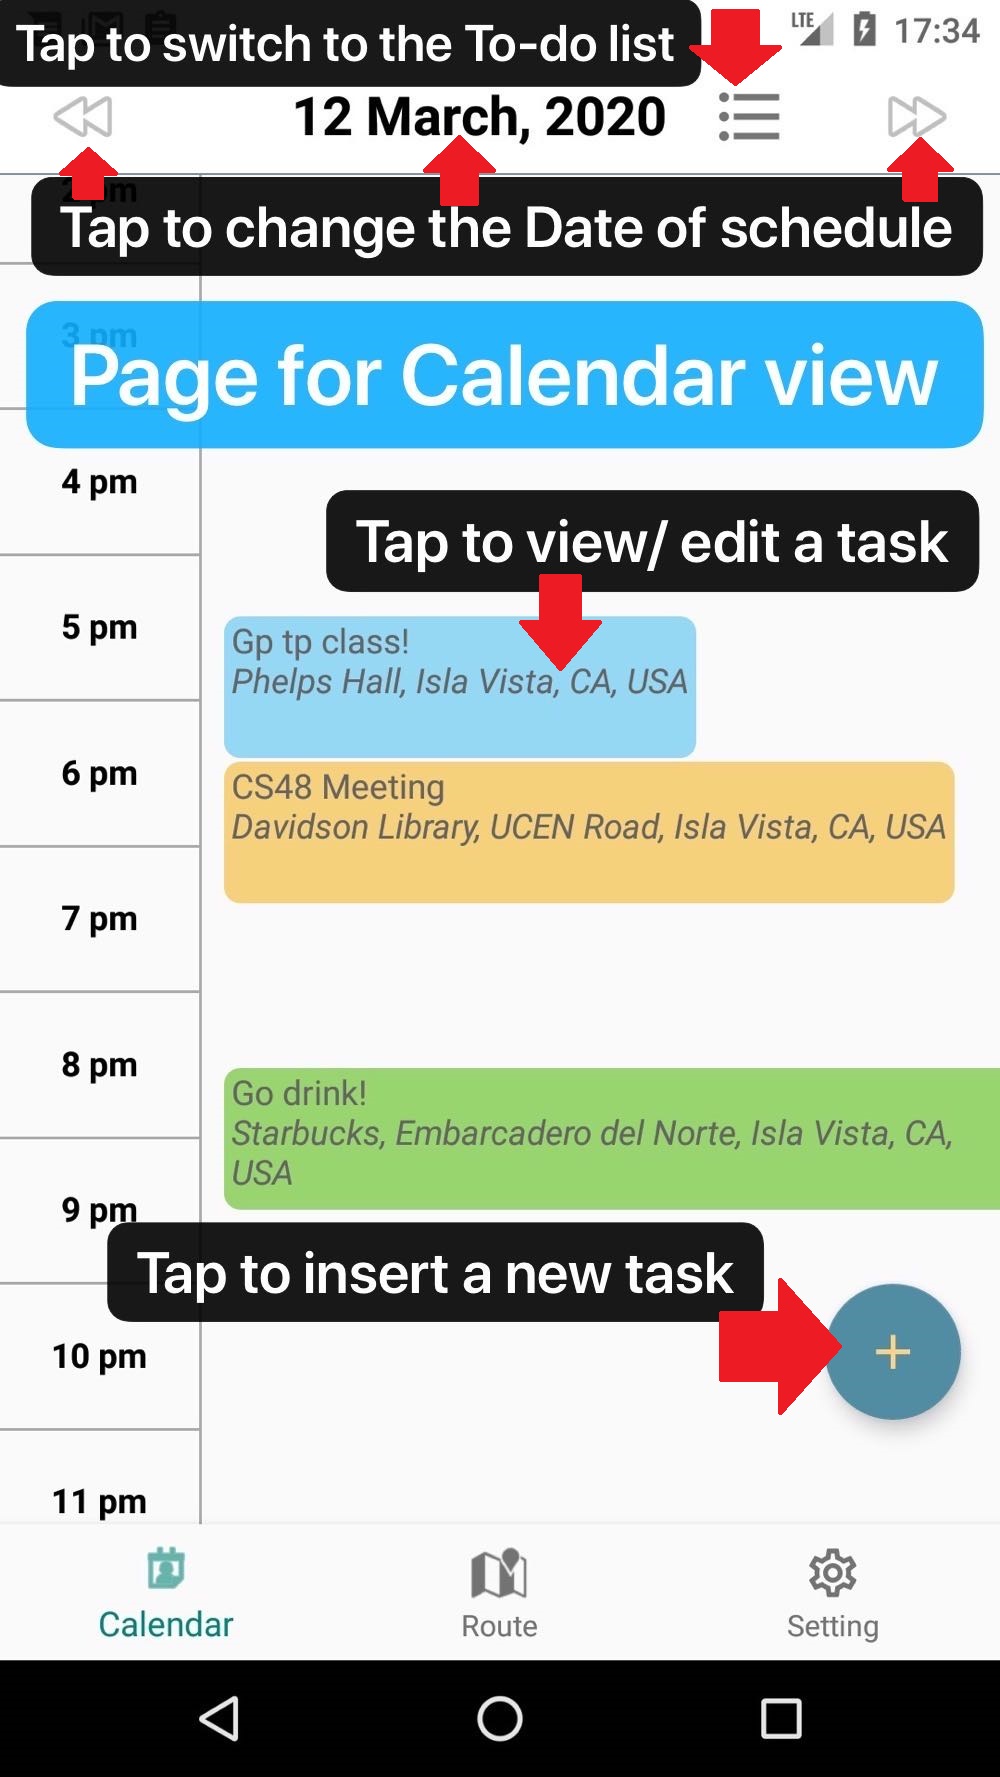 Tap to switch to the To-do list
LTE 17:34
12 March, 2020
2 pm
Tap to change the Date of schedule
3 pm
Page for Calendar view
4 pm
Tap to view/ edit a task
5 pm
Gp tp class!
Phelps Hall, Isla Vista, CA, USA
6 pm
CS48 Meeting
Davidson Library, UCEN Road, Isla Vista, CA, USA
7 pm
8 pm
Go drink!
Starbucks, Embarcadero del Norte, Isla Vista, CA,
USA
9 pm
Tap to insert a new task
10 pm
11 pm
Calendar Route Setting